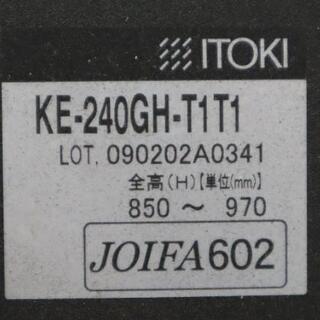 ITOKI
KE-240GH-T1T1
LOT. 090202A0341
全高(H)【単位(mm)】
850 ～ 970
JOIFA602